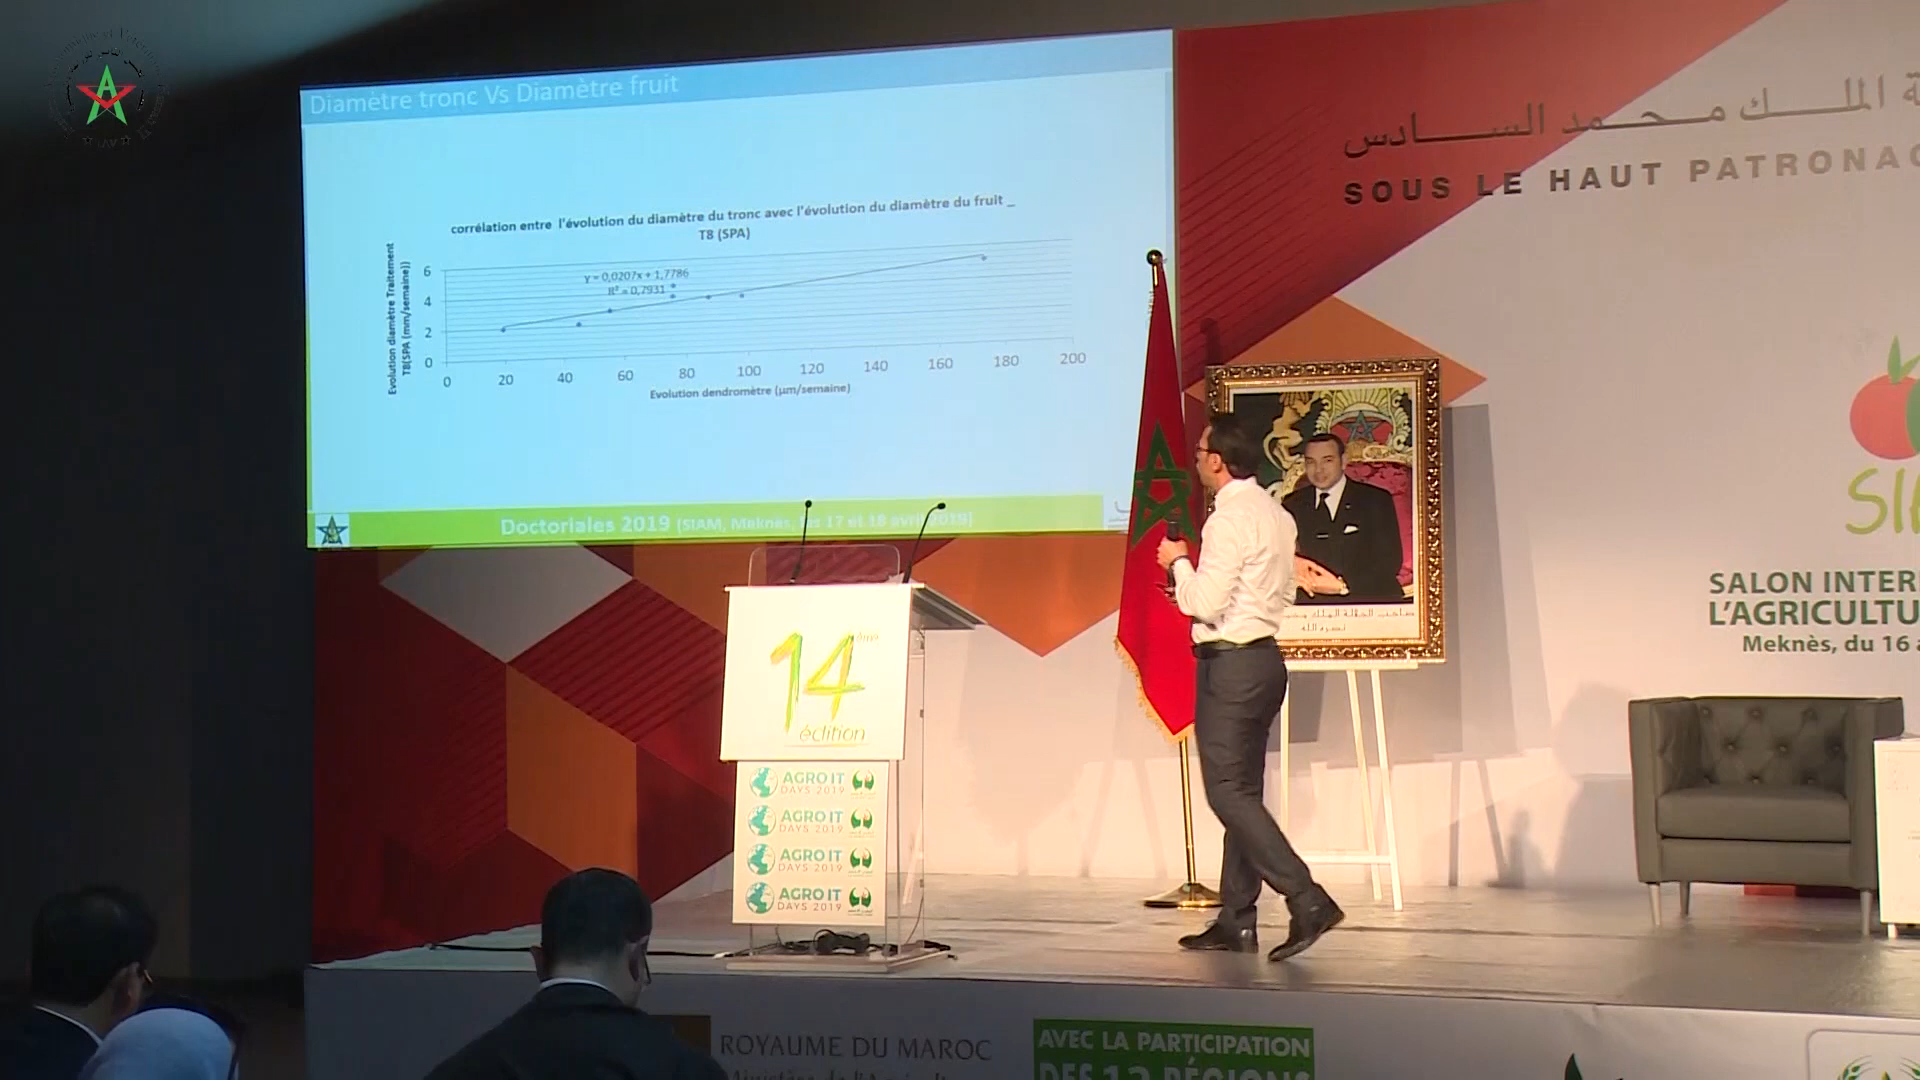 Diamètre tronc Vs Diamètre fruit
corrélation entre l'évolution du diamètre du tronc avec l'évolution du diamètre du fruit _
T8 (SPA)
Evolution diamètre Traitement
T8(SPA (mm/semaine))
6
4
2
0
y = 0,0207x + 1,7786
R² = 0,7931
0 20 40 60 80 100 120 140 160 180 200
Evolution dendromètre (µm/semaine)
Doctoriales 2019 (SIAM, Meknès, les 17 et 18 avril 2019)
الملك محمد السادس
SOUS LE HAUT PATRONAG
SALON INTER
L'AGRICULTU
Meknès, du 16
14
édition
AGRO IT
DAYS 2019
AGRO IT
DAYS 2019
AGRO IT
DAYS 2019
AGRO IT
DAYS 2019
ROYAUME DU MAROC
AVEC LA PARTICIPATION
DES 12 RÉGIONS